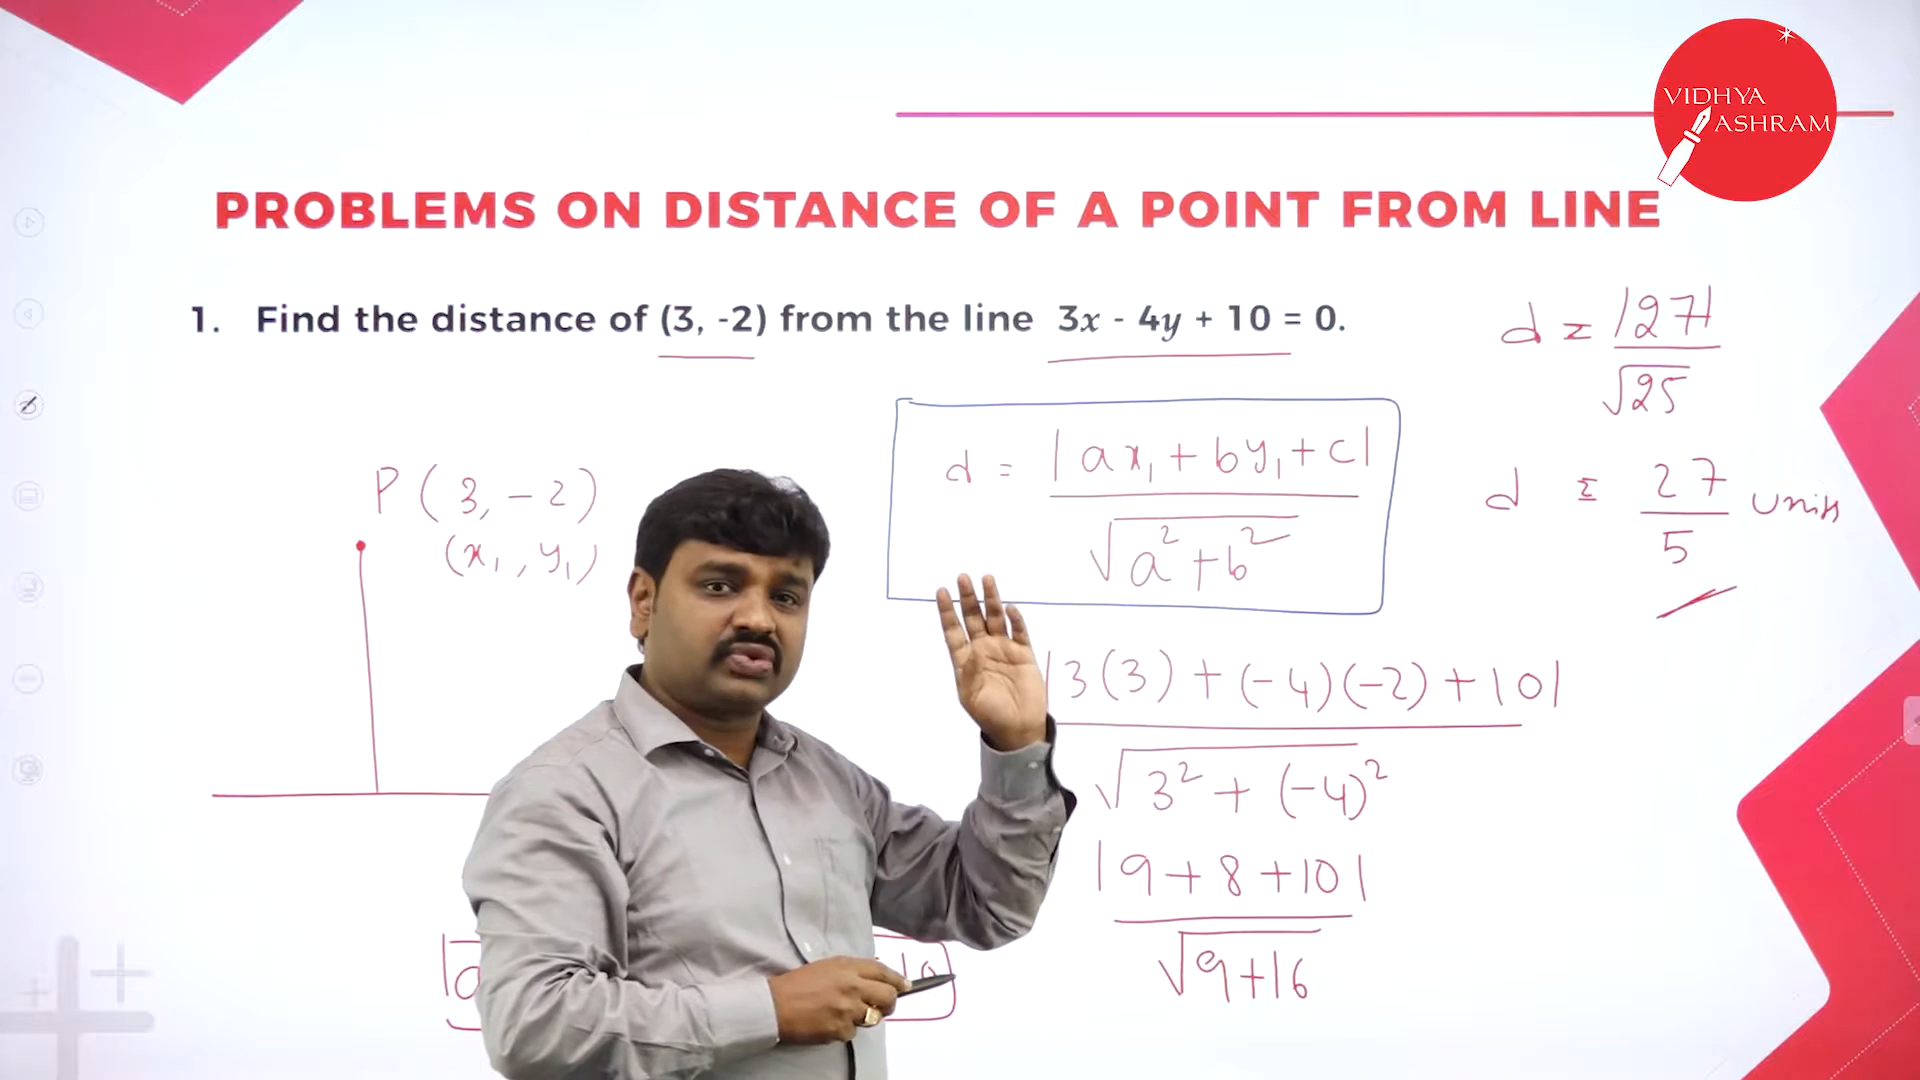 VIDHYA
ASHRAM
PROBLEMS ON DISTANCE OF A POINT FROM LINE
1. Find the distance of (3, -2) from the line 3x - 4y + 10 = 0.
P(3, -2)
(x₁, y₁)
d = |ax₁ + by₁ + c|
√a² + b²
|3(3) + (-4)(-2) + 10|
√3² + (-4)²
|9 + 8 + 10|
√9 + 16
d = |27|
√25
d = 27
5
units